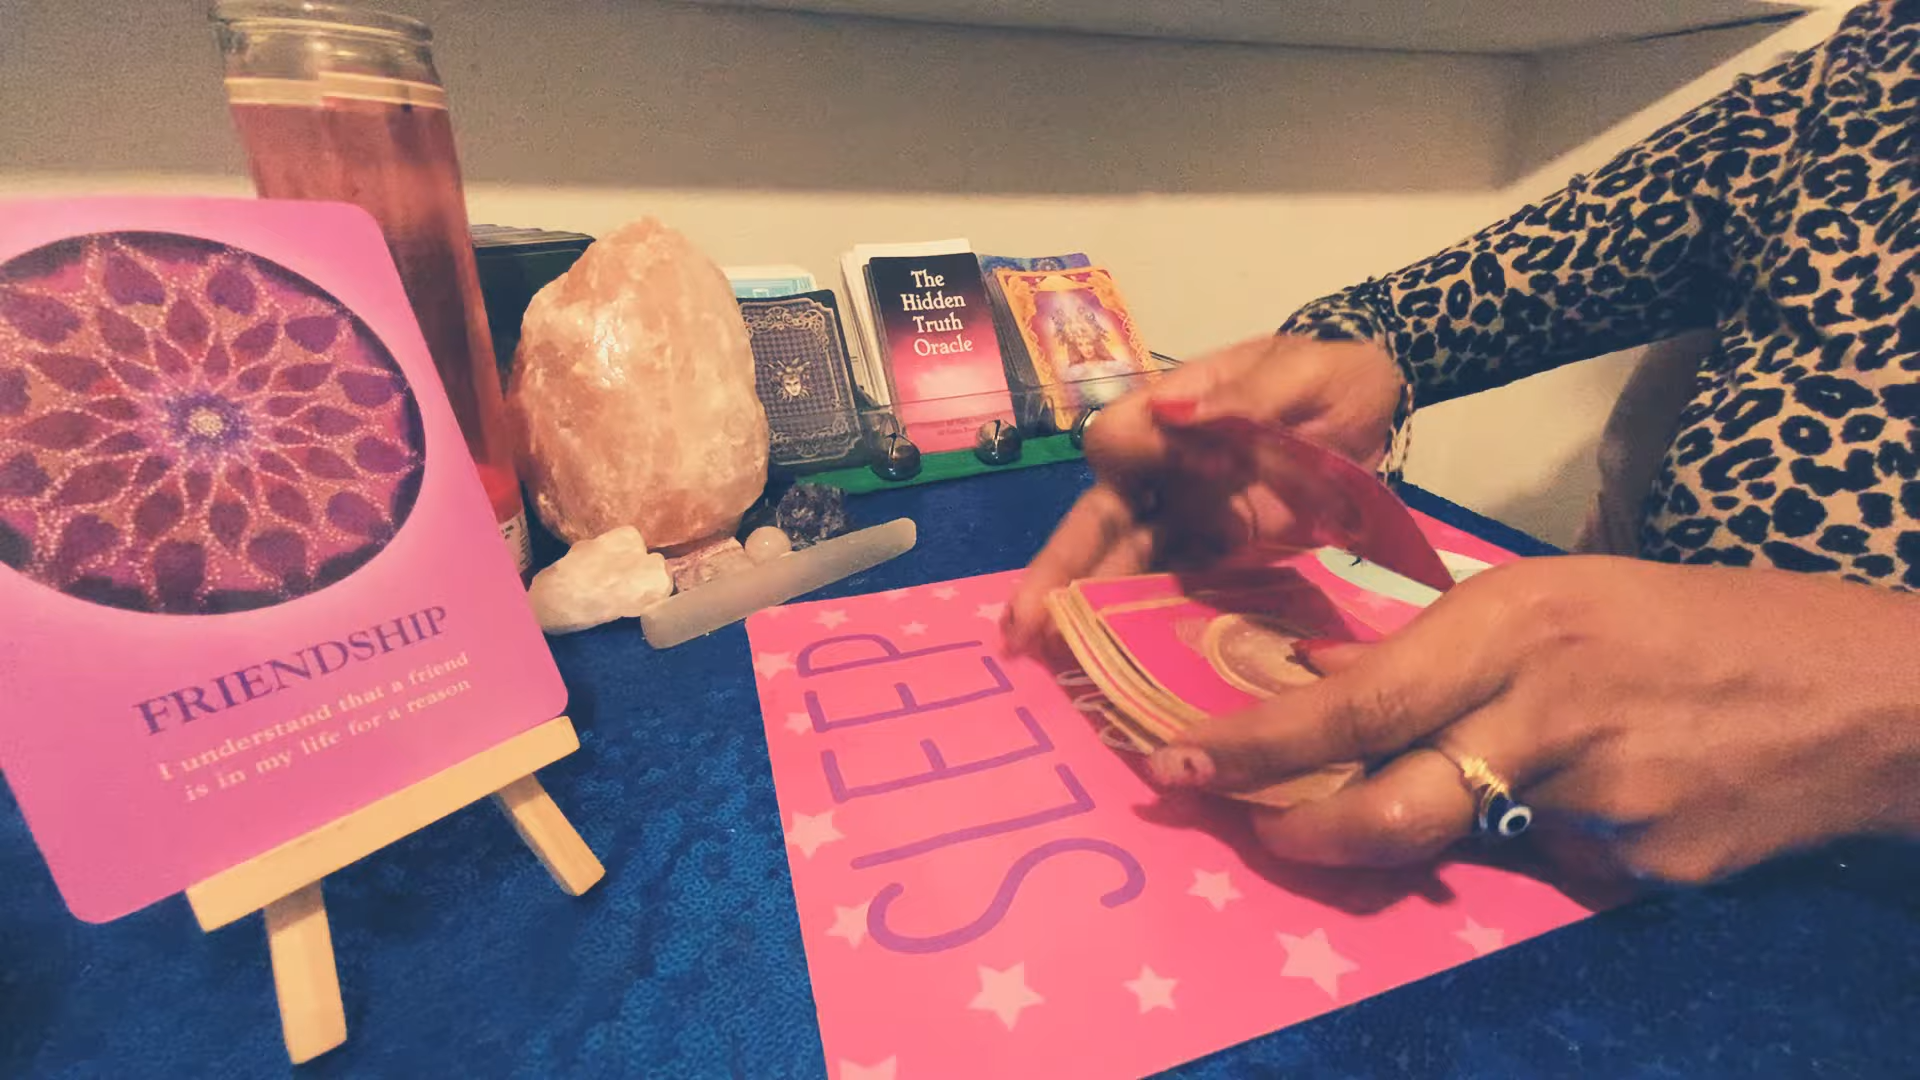 FRIENDSHIP
I understand that a friend
is in my life for a reason
The
Hidden
Truth
Oracle
SLEEP